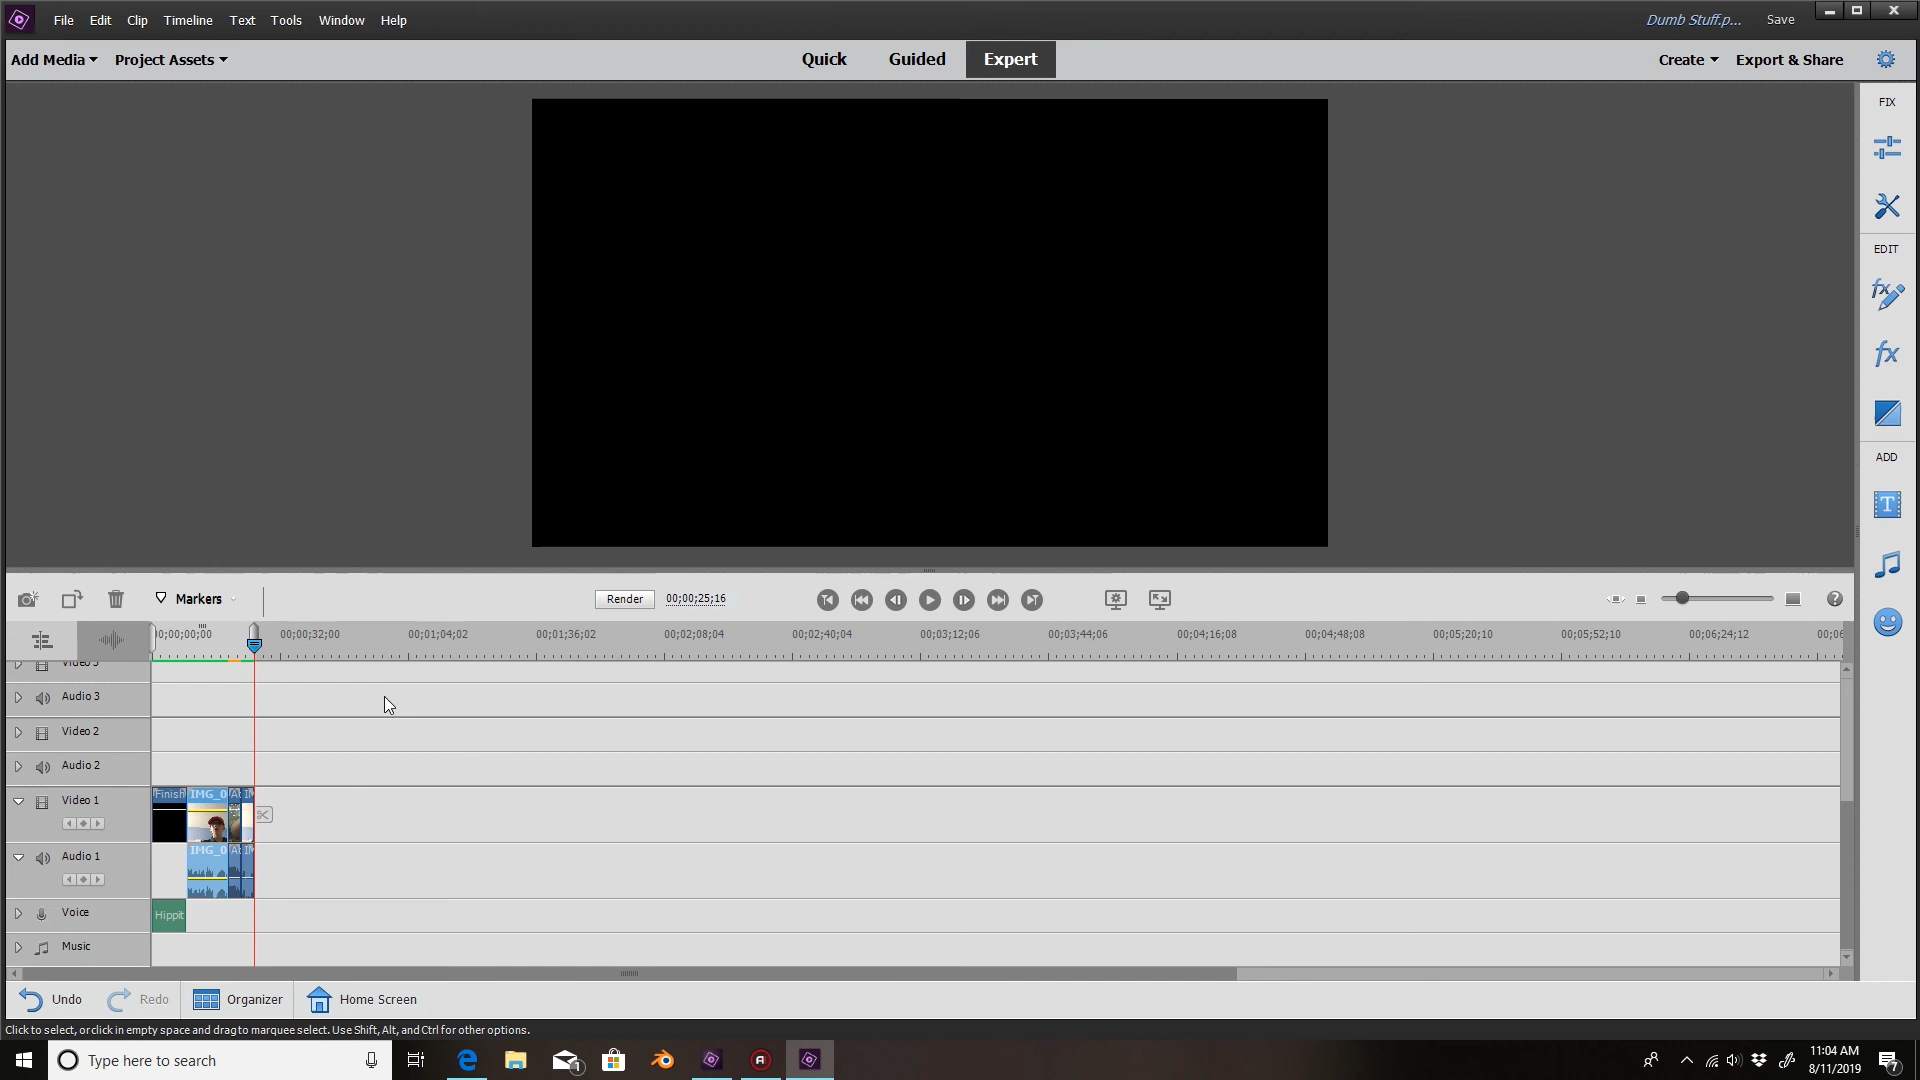 File Edit Clip Timeline Text Tools Window Help
Dumb Stuff.p... Save
Add Media Project Assets Quick Guided Expert Create Export & Share
FIX
EDIT
fx
fx
ADD
T
Markers Render 00;00;25;16
00;00;32;00 00;01;04;02 00;01;36;02 00;02;08;04 00;02;40;04 00;03;12;06 00;03;44;06 00;04;16;08 00;04;48;08 00;05;20;10 00;05;52;10 00;06;24;12
Audio 3
Video 2
Audio 2
Video 1 Finish IMG_0
Audio 1 IMG_0
Voice Hippit
Music
Undo Redo Organizer Home Screen
Click to select, or click in empty space and drag to marquee select. Use Shift, Alt, and Ctrl for other options.
Type here to search 1 11:04 AM
8/11/2019 7